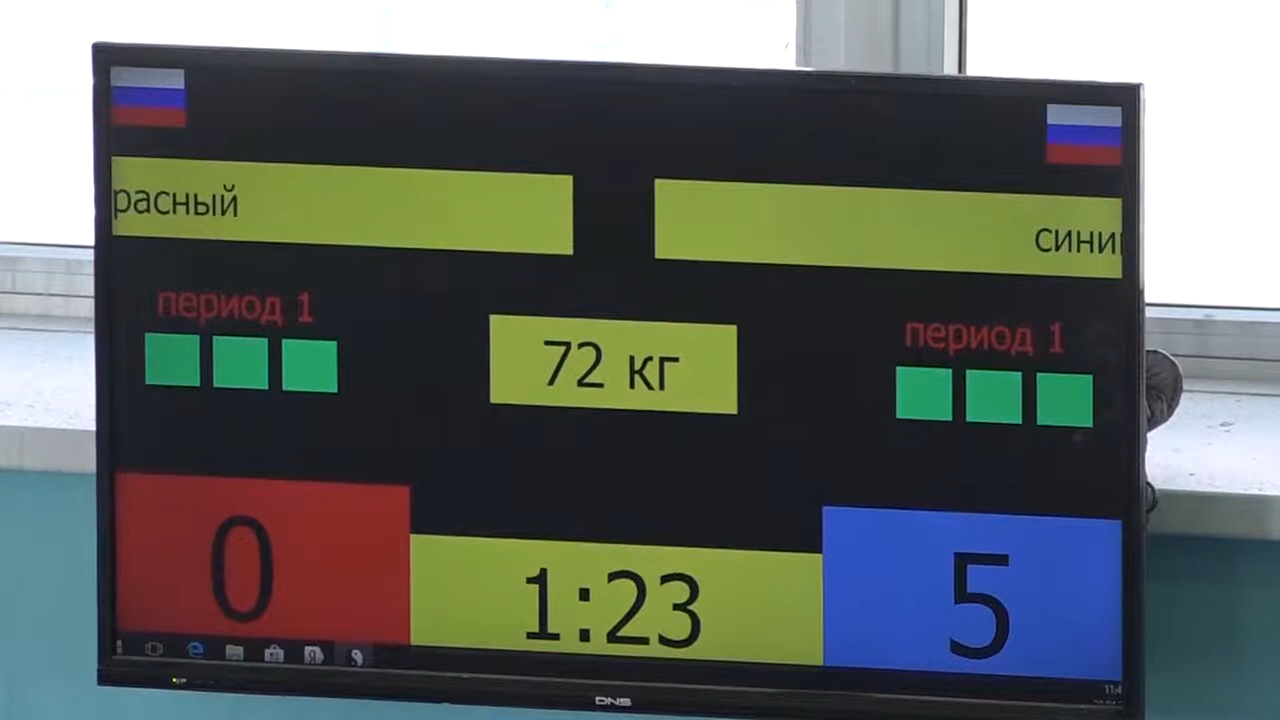 расный
сини
период 1
период 1
72 кг
0
1:23
5
DNS